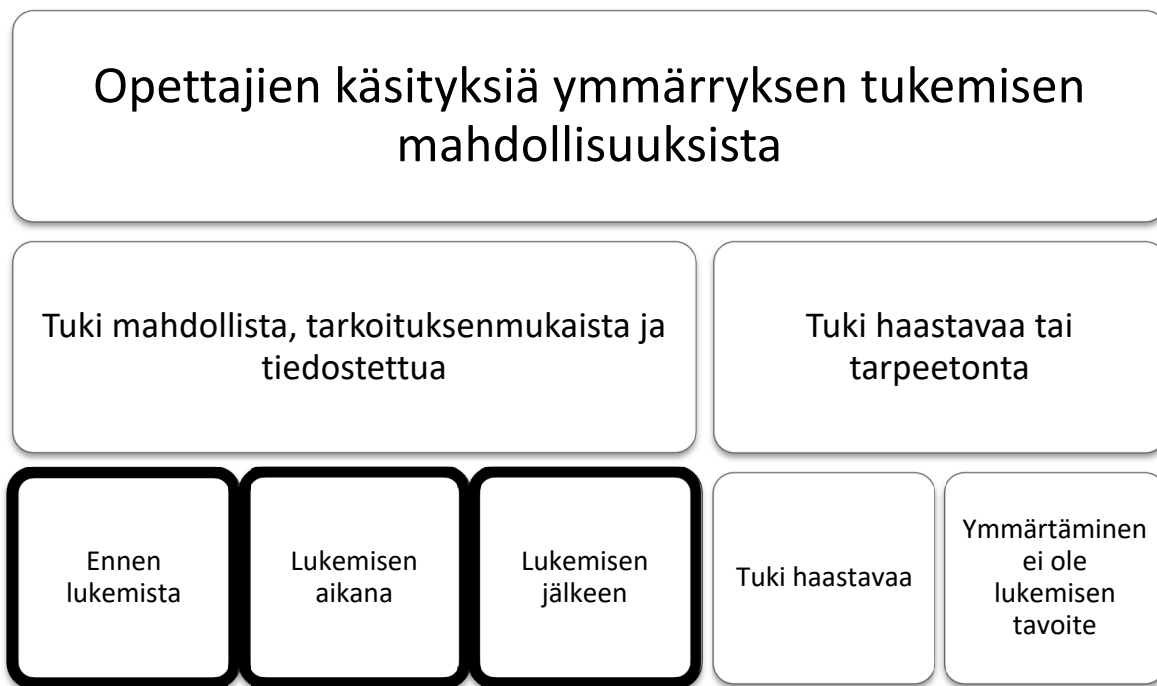 Opettajien käsityksiä ymmärryksen tukemisen
mahdollisuuksista
Tuki mahdollista, tarkoituksenmukaista ja
tiedostettua
Tuki haastavaa tai
tarpeetonta
Ennen
lukemista
Lukemisen
aikana
Lukemisen
jälkeen
Tuki haastavaa
Ymmärtäminen
ei ole
lukemisen
tavoite